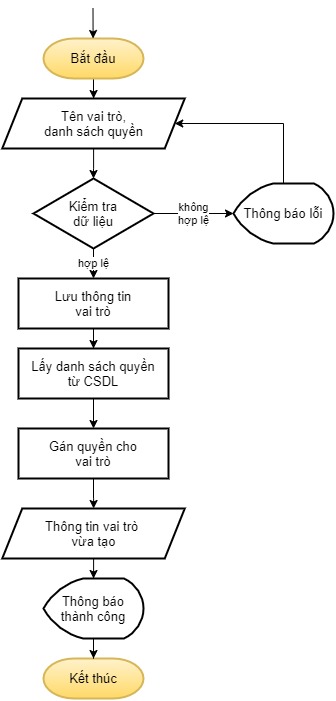 Bắt đầu
Tên vai trò,
danh sách quyền
Kiểm tra
dữ liệu
không
hợp lệ
Thông báo lỗi
hợp lệ
Lưu thông tin
vai trò
Lấy danh sách quyền
từ CSDL
Gán quyền cho
vai trò
Thông tin vai trò
vừa tạo
Thông báo
thành công
Kết thúc